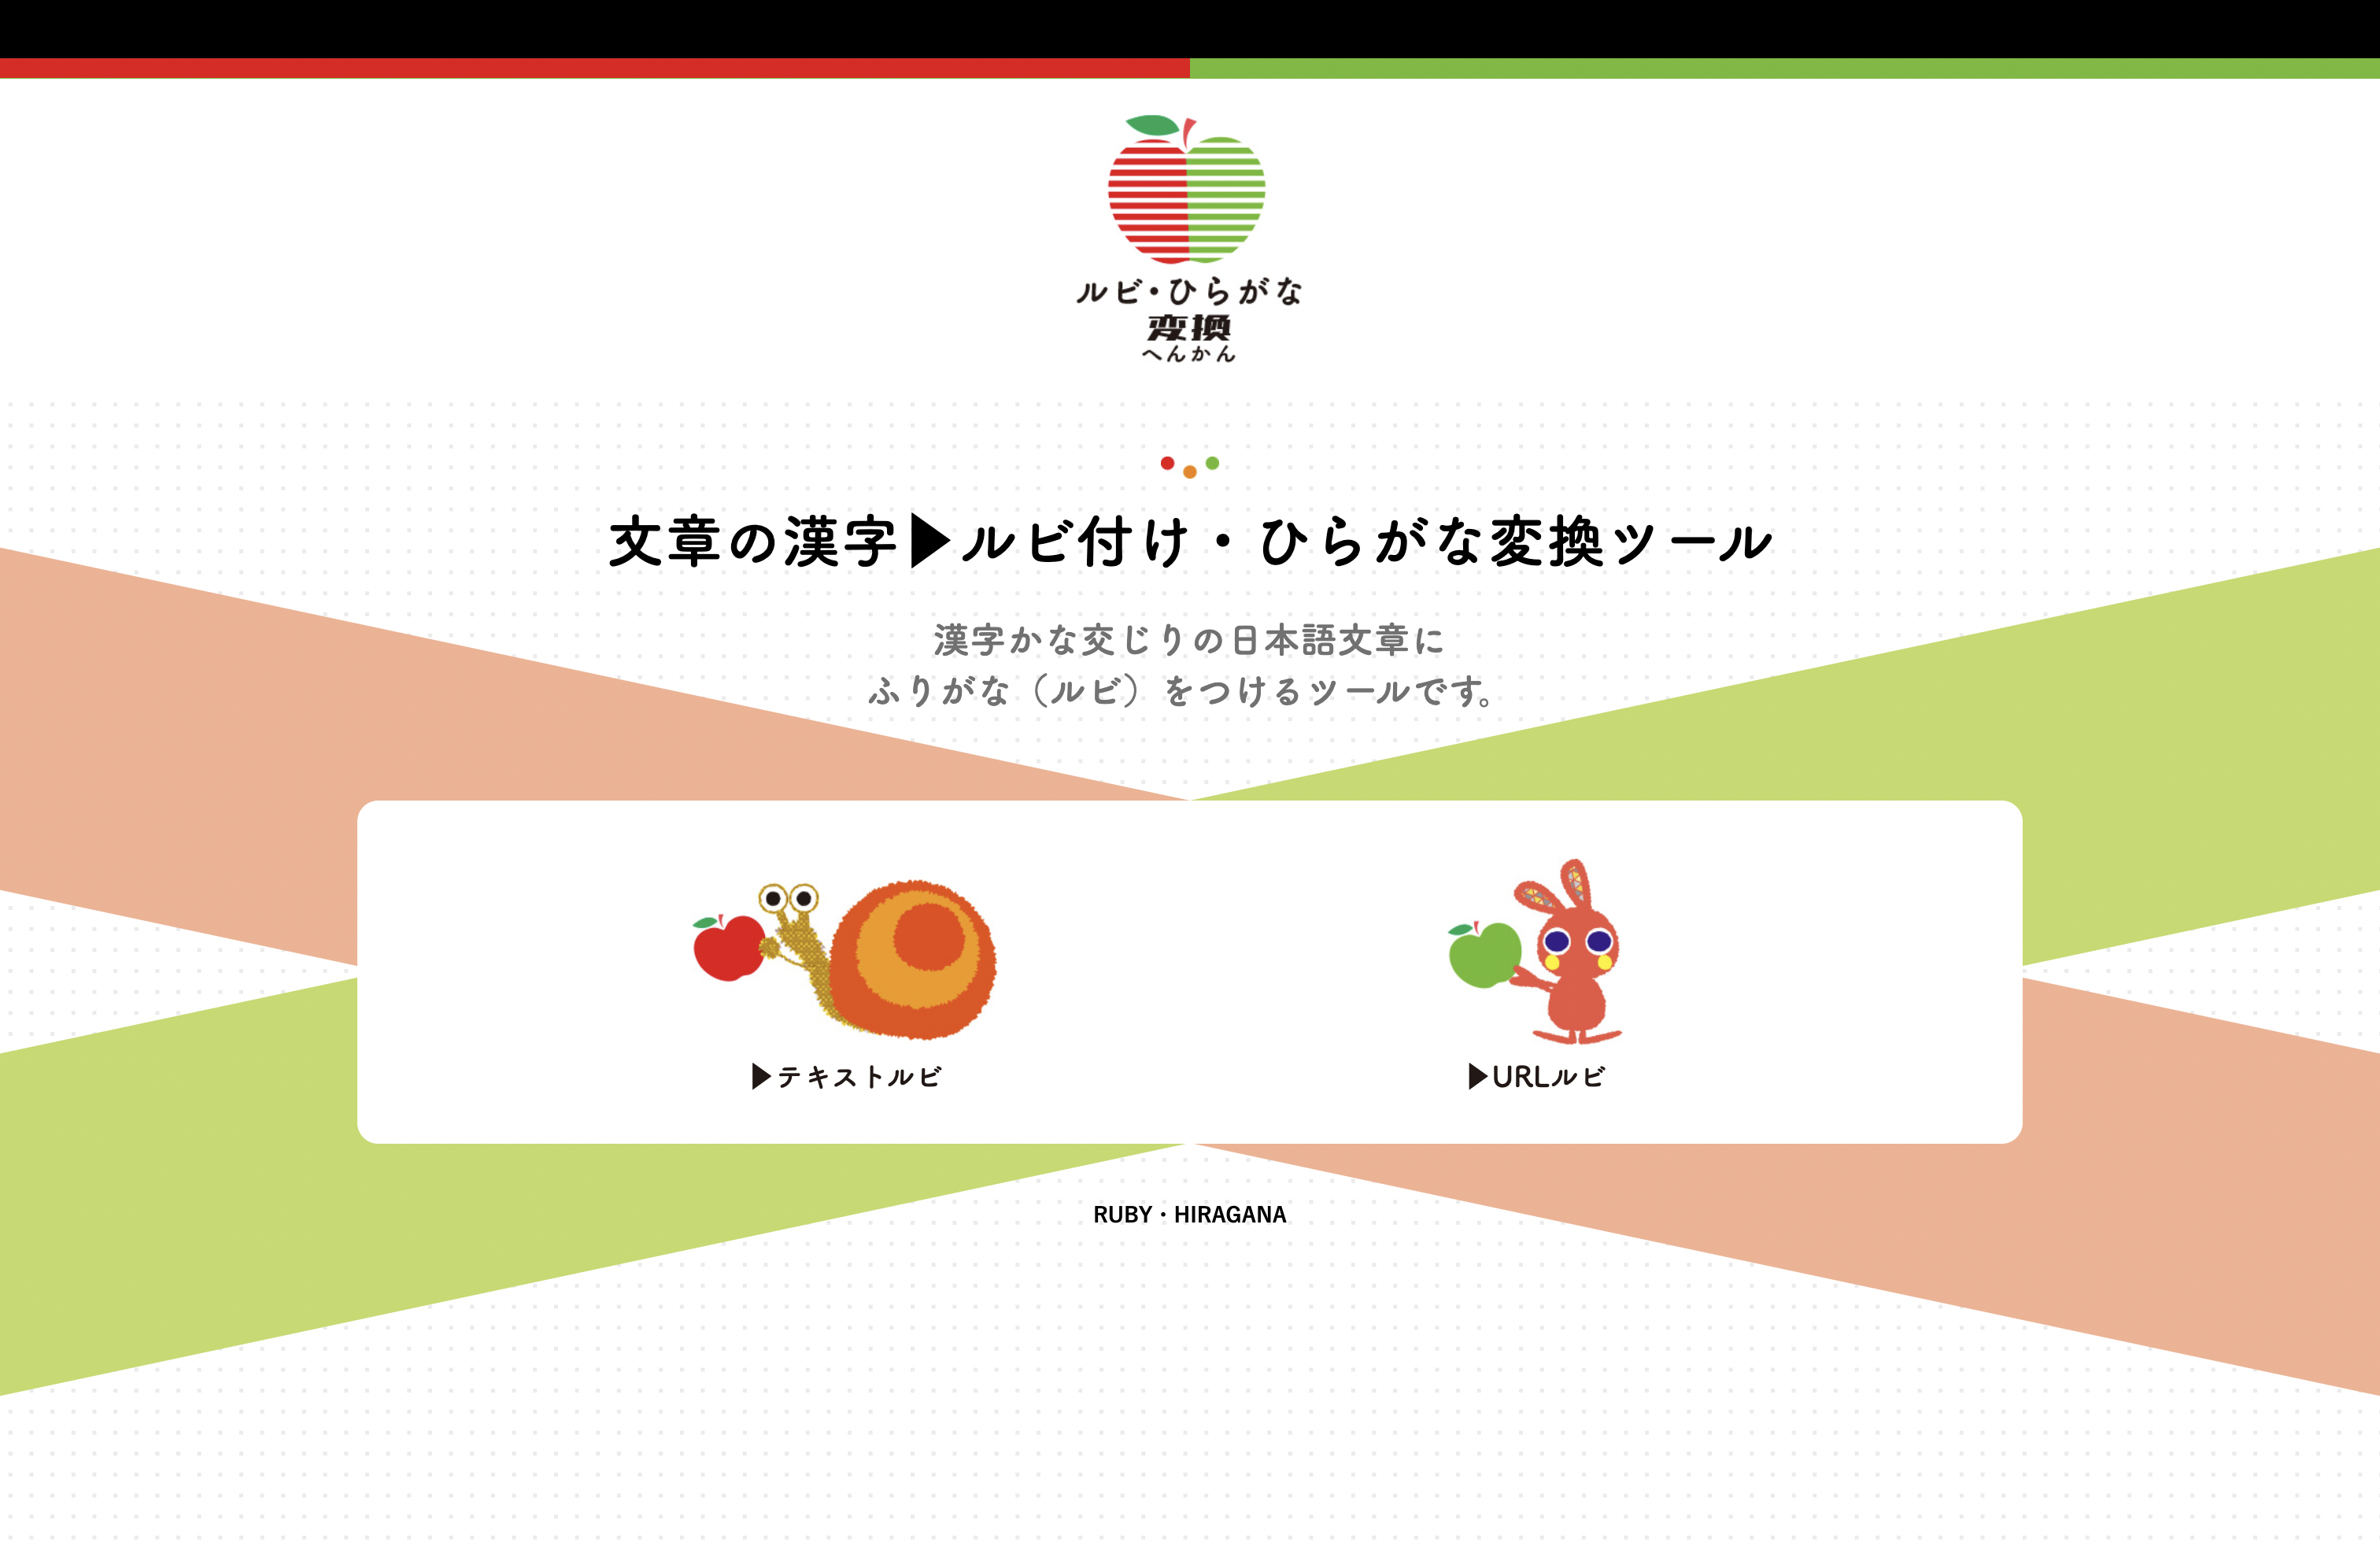 ルビ・ひらがな
変換
へんかん
文章の漢字▶ルビ付け・ひらがな変換ツール
漢字かな交じりの日本語文章に
ふりがな（ルビ）をつけるツールです。
▶テキストルビ
▶URLルビ
RUBY・HIRAGANA